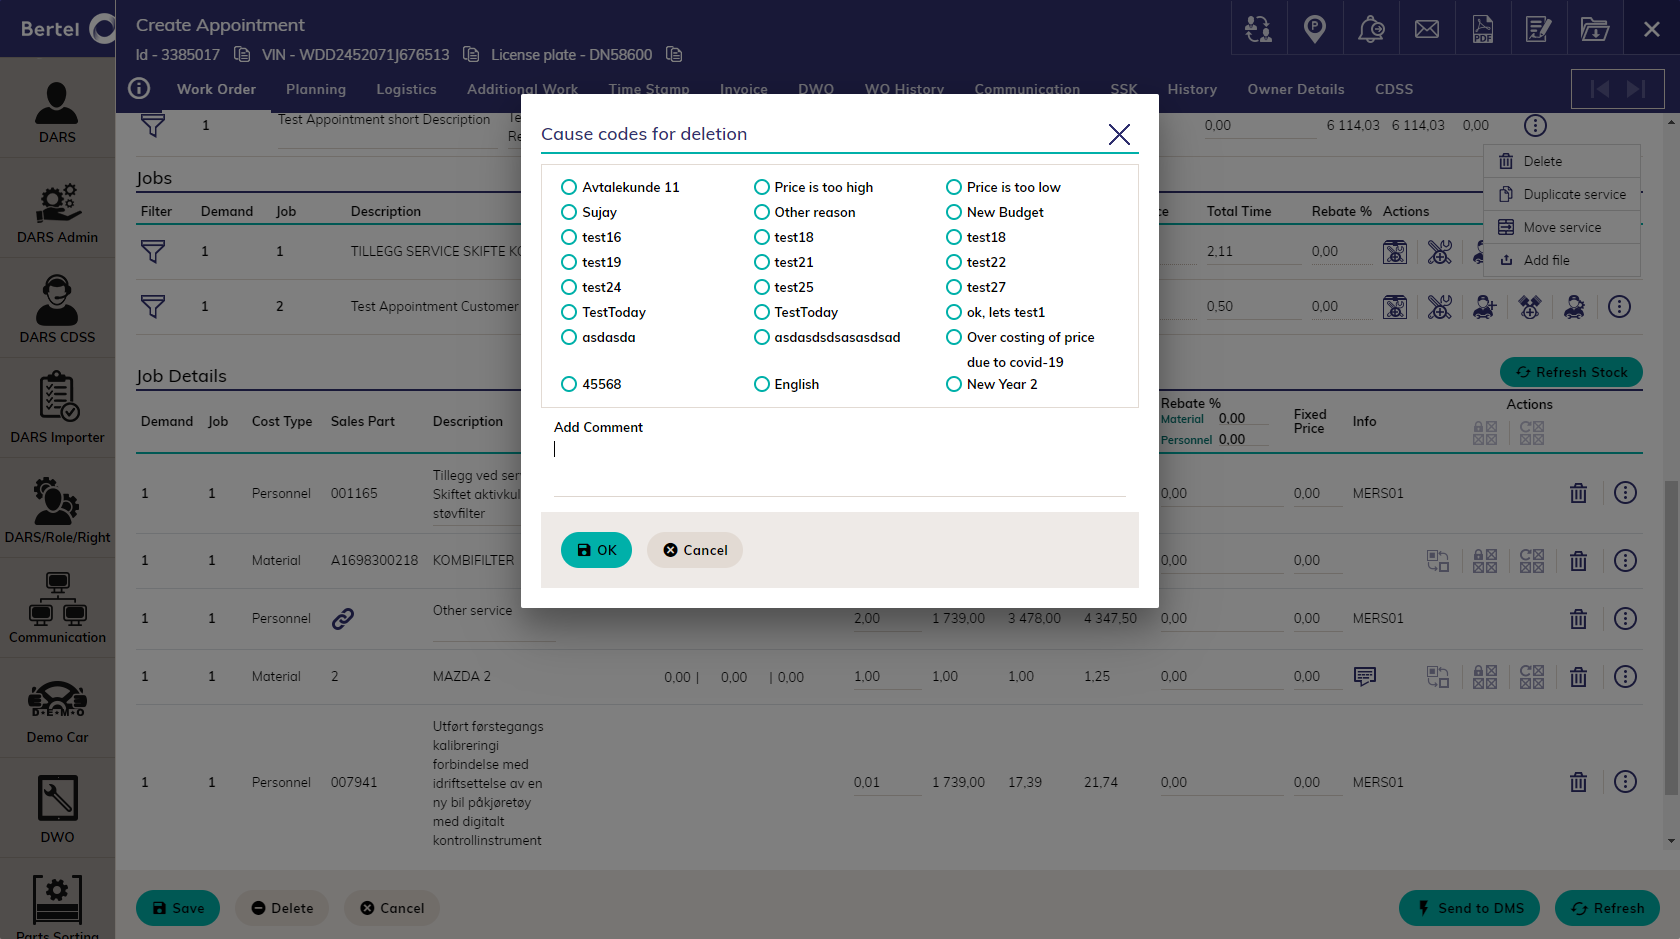 Bertel
Create Appointment
Id - 3385017 VIN - WDD2452071J676513 License plate - DN58600
Work Order Planning Logistics Additional Work Time Stamp Invoice DWO WO History Communication SSK History Owner Details CDSS
DARS
DARS Admin
DARS CDSS
DARS Importer
DARS/Role/Right
Communication
D•E•M•O
Demo Car
DWO
Parts Sorting
1 Test Appointment short Description 0,00 6 114,03 6 114,03 0,00
Delete
Duplicate service
Move service
Add file
Jobs
Filter Demand Job Description Total Time Rebate % Actions
1 1 TILLEGG SERVICE SKIFTE 2,11 0,00
1 2 Test Appointment Customer 0,50 0,00
Job Details
Refresh Stock
Demand Job Cost Type Sales Part Description Rebate % Material 0,00 Personnel 0,00 Fixed Price Info Actions
1 1 Personnel 001165 Tillegg ved
Skiftet
støvfilter
0,00 0,00 MERS01
1 1 Material A1698300218 KOMBIFILTER 0,00 0,00
1 1 Personnel Other service 2,00 1 739,00 3 478,00 4 347,50 0,00 0,00 MERS01
1 1 Material 2 MAZDA 2 0,00 | 0,00 | 0,00 1,00 1,00 1,00 1,25 0,00 0,00
Utført førstegangs
kalibreringi
forbindelse med
1 1 Personnel 007941 idriftsettelse av en 0,01 1 739,00 17,39 21,74 0,00 0,00 MERS01
ny bil påkjøretøy
med digitalt
kontrollinstrument
Save Delete Cancel Send to DMS Refresh
Cause codes for deletion
Avtalekunde 11 Price is too high Price is too low
Sujay Other reason New Budget
test16 test18 test18
test19 test21 test22
test24 test25 test27
TestToday TestToday ok, lets test1
asdasda asdasdsdsasasdsad Over costing of price
due to covid-19
45568 English New Year 2
Add Comment
OK Cancel
PDF
P